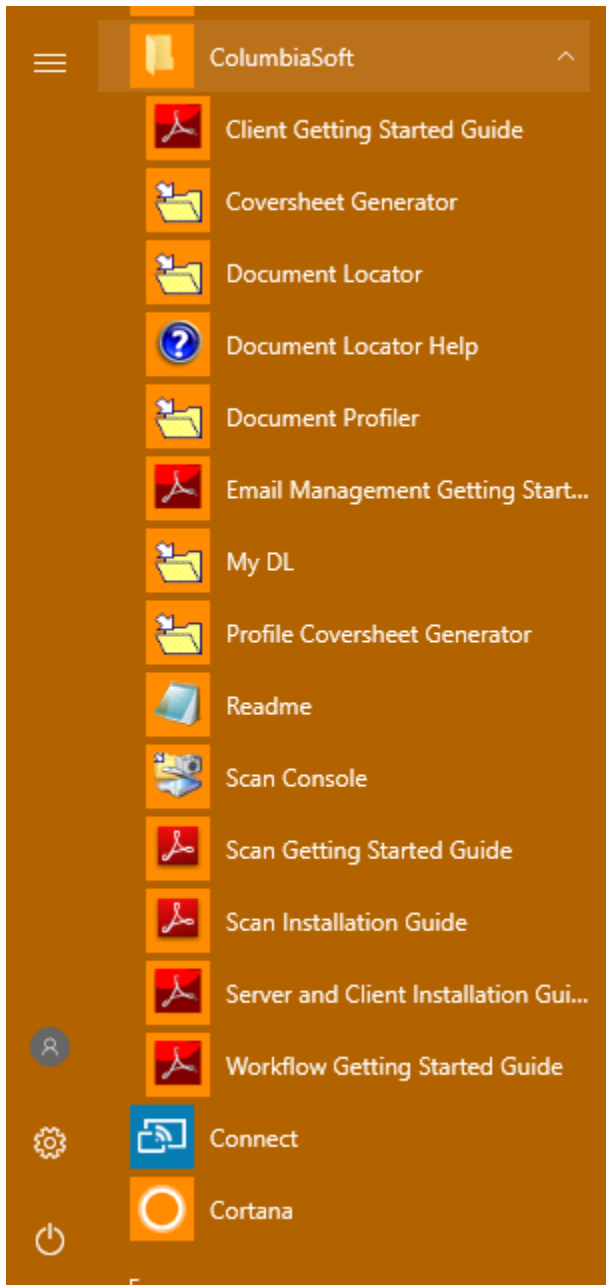 ColumbiaSoft
Client Getting Started Guide
Coversheet Generator
Document Locator
Document Locator Help
Document Profiler
Email Management Getting Start...
My DL
Profile Coversheet Generator
Readme
Scan Console
Scan Getting Started Guide
Scan Installation Guide
Server and Client Installation Gui...
Workflow Getting Started Guide
Connect
Cortana